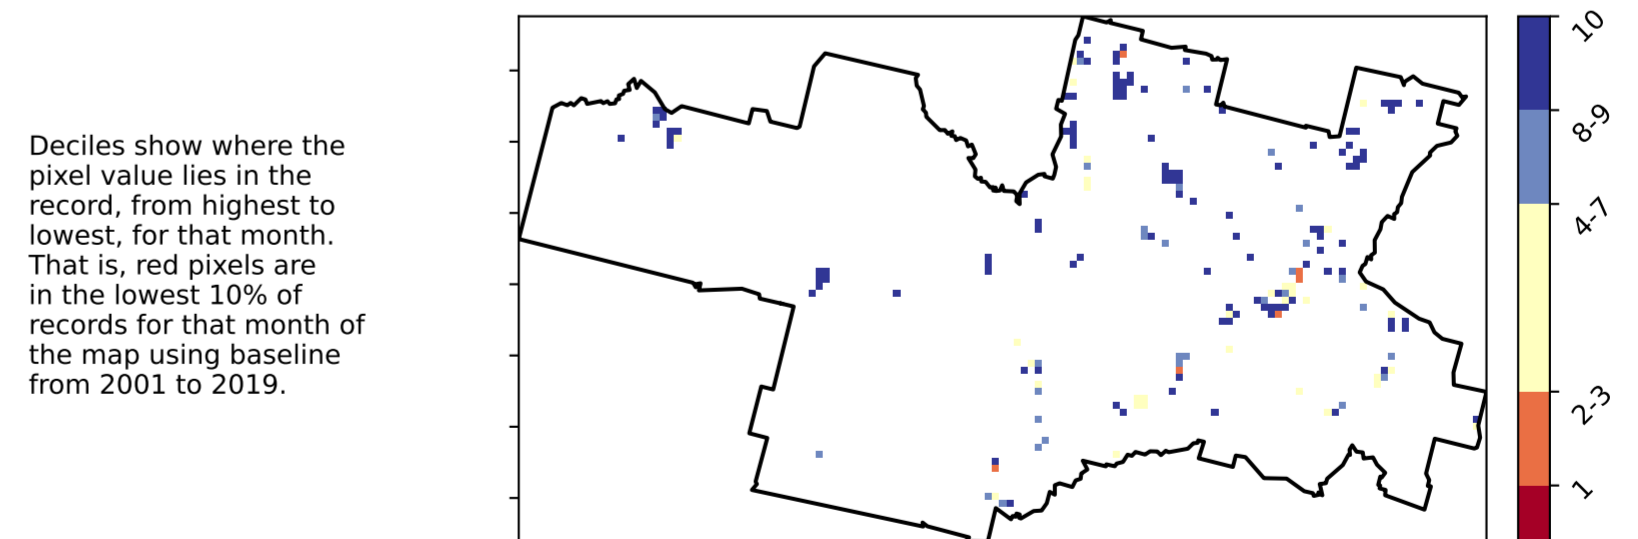 Deciles show where the
pixel value lies in the
record, from highest to
lowest, for that month.
That is, red pixels are
in the lowest 10% of
records for that month of
the map using baseline
from 2001 to 2019.
10
8-9
4-7
2-3
1